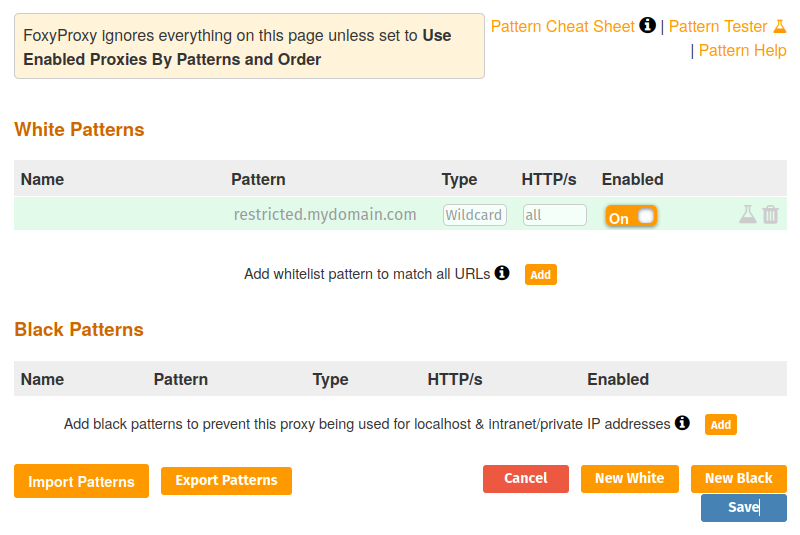 FoxyProxy ignores everything on this page unless set to Use
Enabled Proxies By Patterns and Order
Pattern Cheat Sheet | Pattern Tester
| Pattern Help
White Patterns
Name Pattern Type HTTP/s Enabled
restricted.mydomain.com Wildcard all On
Add whitelist pattern to match all URLs Add
Black Patterns
Name Pattern Type HTTP/s Enabled
Add black patterns to prevent this proxy being used for localhost & intranet/private IP addresses Add
Import Patterns Export Patterns Cancel New White New Black
Save